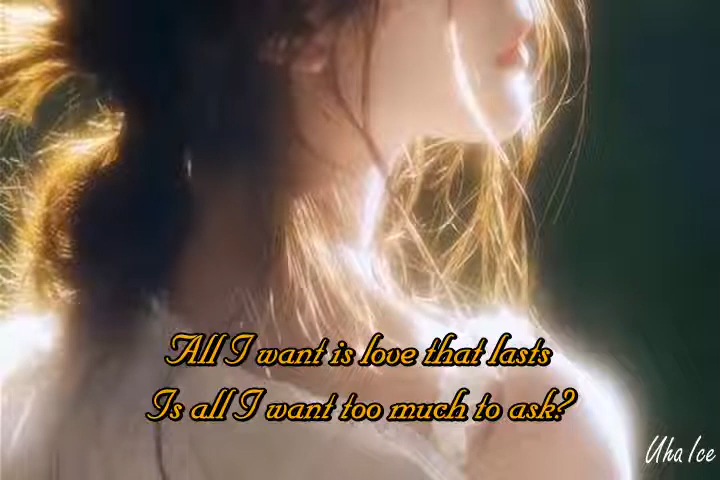 All I want is love that lasts
Is all I want too much to ask?
Uha Ice